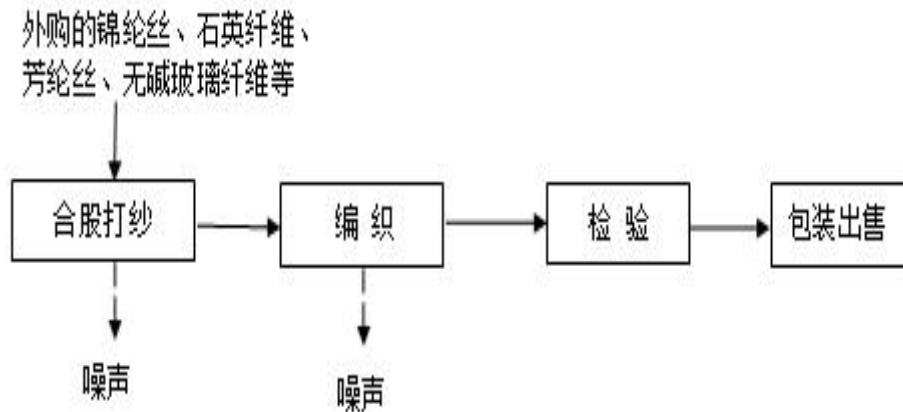 外购的锦纶丝、石英纤维、
芳纶丝、无碱玻璃纤维等
合股打纱
编 织
检 验
包装出售
噪声
噪声